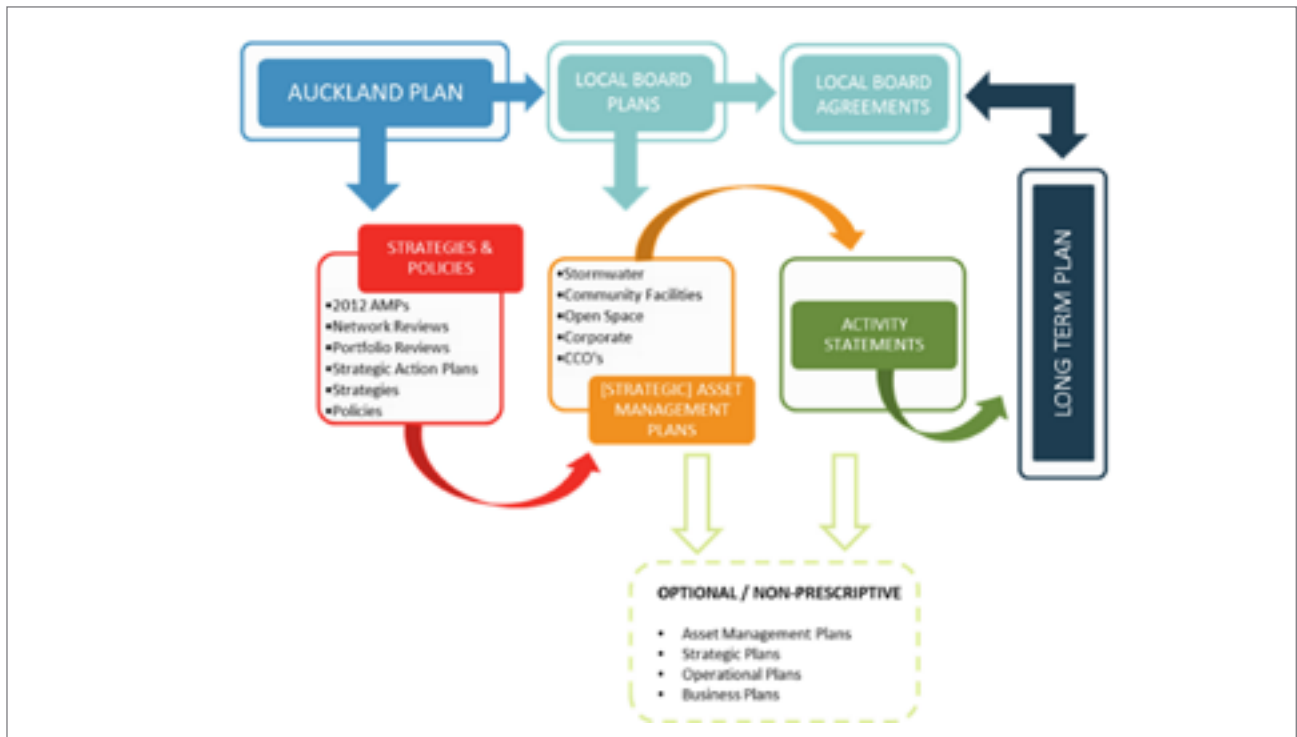 AUCKLAND PLAN
LOCAL BOARD
PLANS
LOCAL BOARD
AGREEMENTS
STRATEGIES &
POLICIES
•2012 AMPs
•Network Reviews
•Portfolio Reviews
•Strategic Action Plans
•Strategies
•Policies
•Stormwater
•Community Facilities
•Open Space
•Corporate
•CCO's
[STRATEGIC] ASSET
MANAGEMENT
PLANS
ACTIVITY
STATEMENTS
LONG TERM PLAN
OPTIONAL / NON-PRESCRIPTIVE
• Asset Management Plans
• Strategic Plans
• Operational Plans
• Business Plans